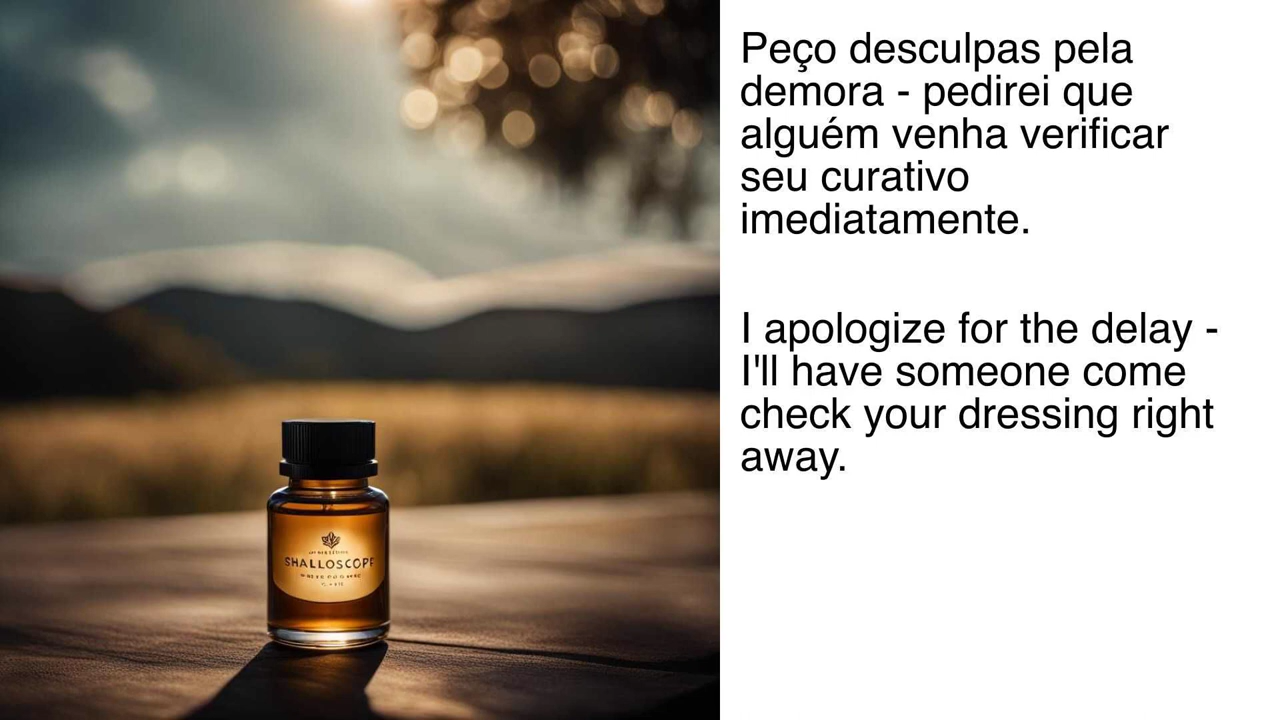 Peço desculpas pela
demora - pedirei que
alguém venha verificar
seu curativo
imediatamente.
I apologize for the delay -
I'll have someone come
check your dressing right
away.
SHALLOSCOPE